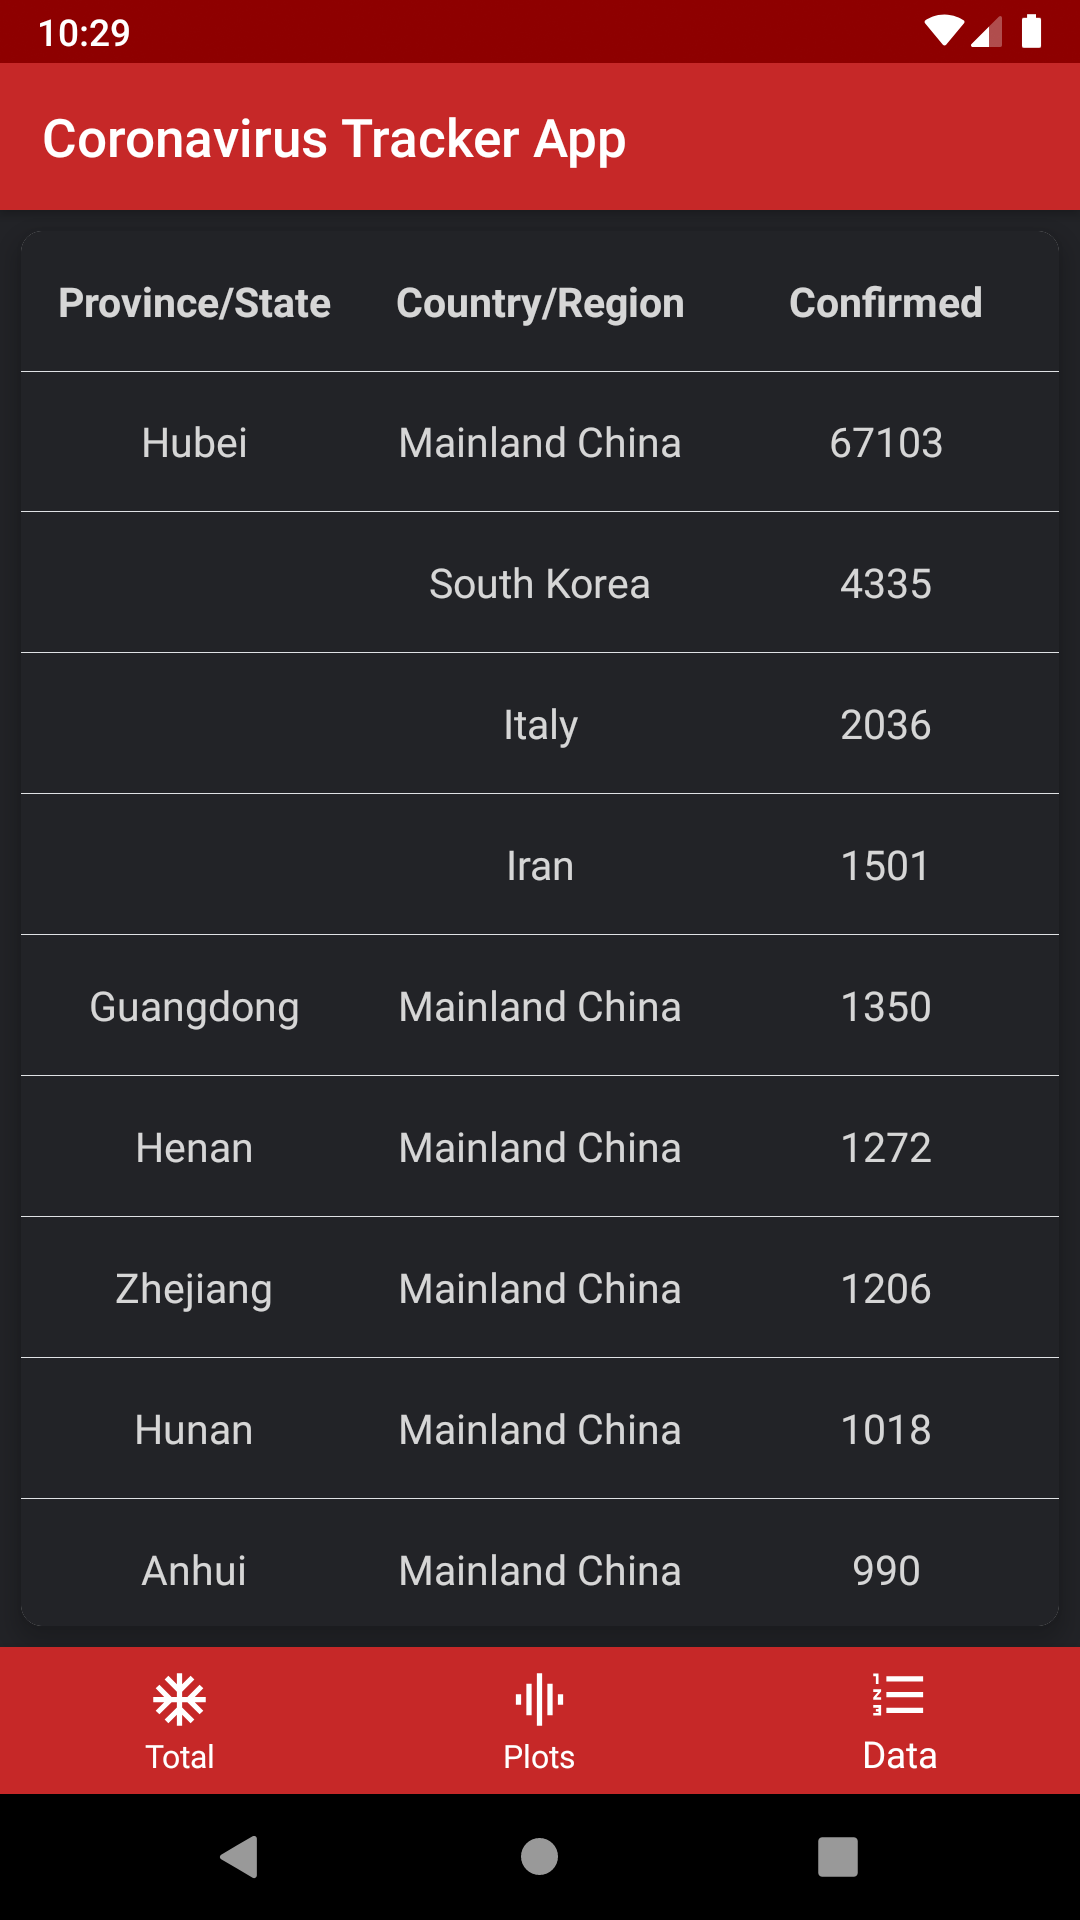 10:29
Coronavirus Tracker App
Province/State Country/Region Confirmed
Hubei Mainland China 67103
South Korea 4335
Italy 2036
Iran 1501
Guangdong Mainland China 1350
Henan Mainland China 1272
Zhejiang Mainland China 1206
Hunan Mainland China 1018
Anhui Mainland China 990
Total Plots Data